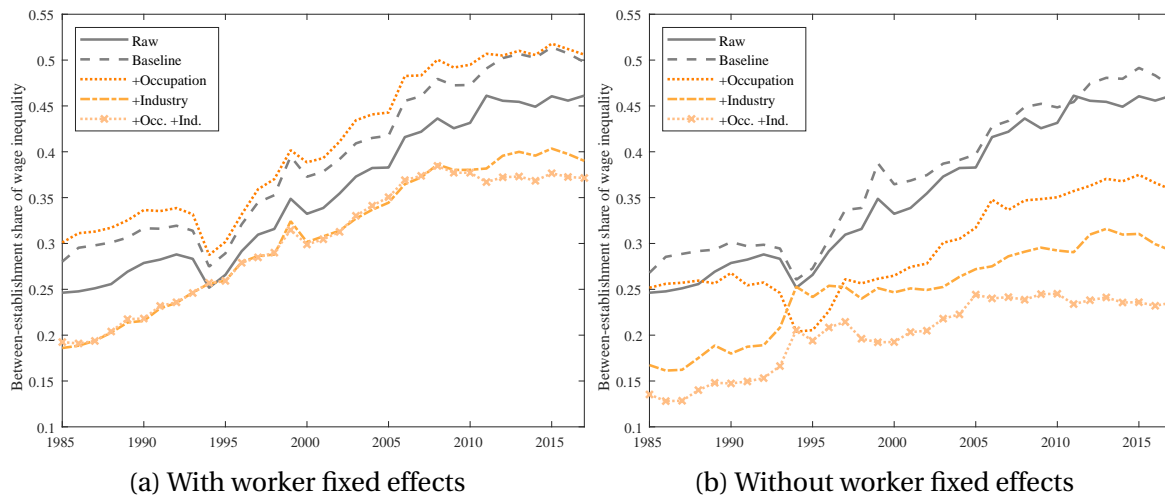 Between-establishment share of wage inequality
0.55
0.5
0.45
0.4
0.35
0.3
0.25
0.2
0.15
0.1
Raw
Baseline
+Occupation
+Industry
+Occ. +Ind.
1985 1990 1995 2000 2005 2010 2015
(a) With worker fixed effects
Between-establishment share of wage inequality
0.55
0.5
0.45
0.4
0.35
0.3
0.25
0.2
0.15
0.1
Raw
Baseline
+Occupation
+Industry
+Occ. +Ind.
1985 1990 1995 2000 2005 2010 2015
(b) Without worker fixed effects